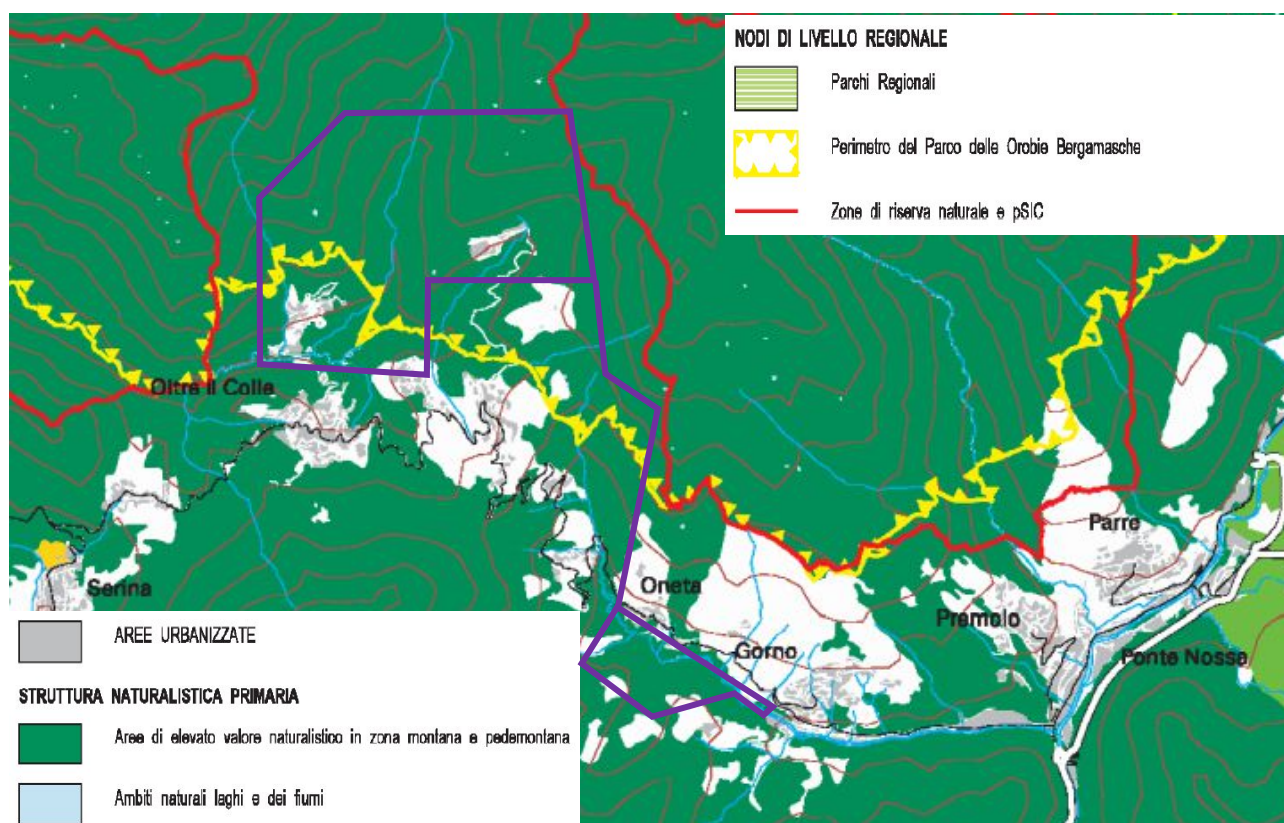 NODI DI LIVELLO REGIONALE
Parchi Regionali
Perimetro del Parco delle Orobie Bergamasche
Zone di riserva naturale e pSIC
Oltre il Colle
Parre
Serina
Oneta
Premolo
Gorno
Ponte Nossa
AREE URBANIZZATE
STRUTTURA NATURALISTICA PRIMARIA
Aree di elevato valore naturalistico in zona montana e pedemontana
Ambiti naturali laghi e dei fiumi